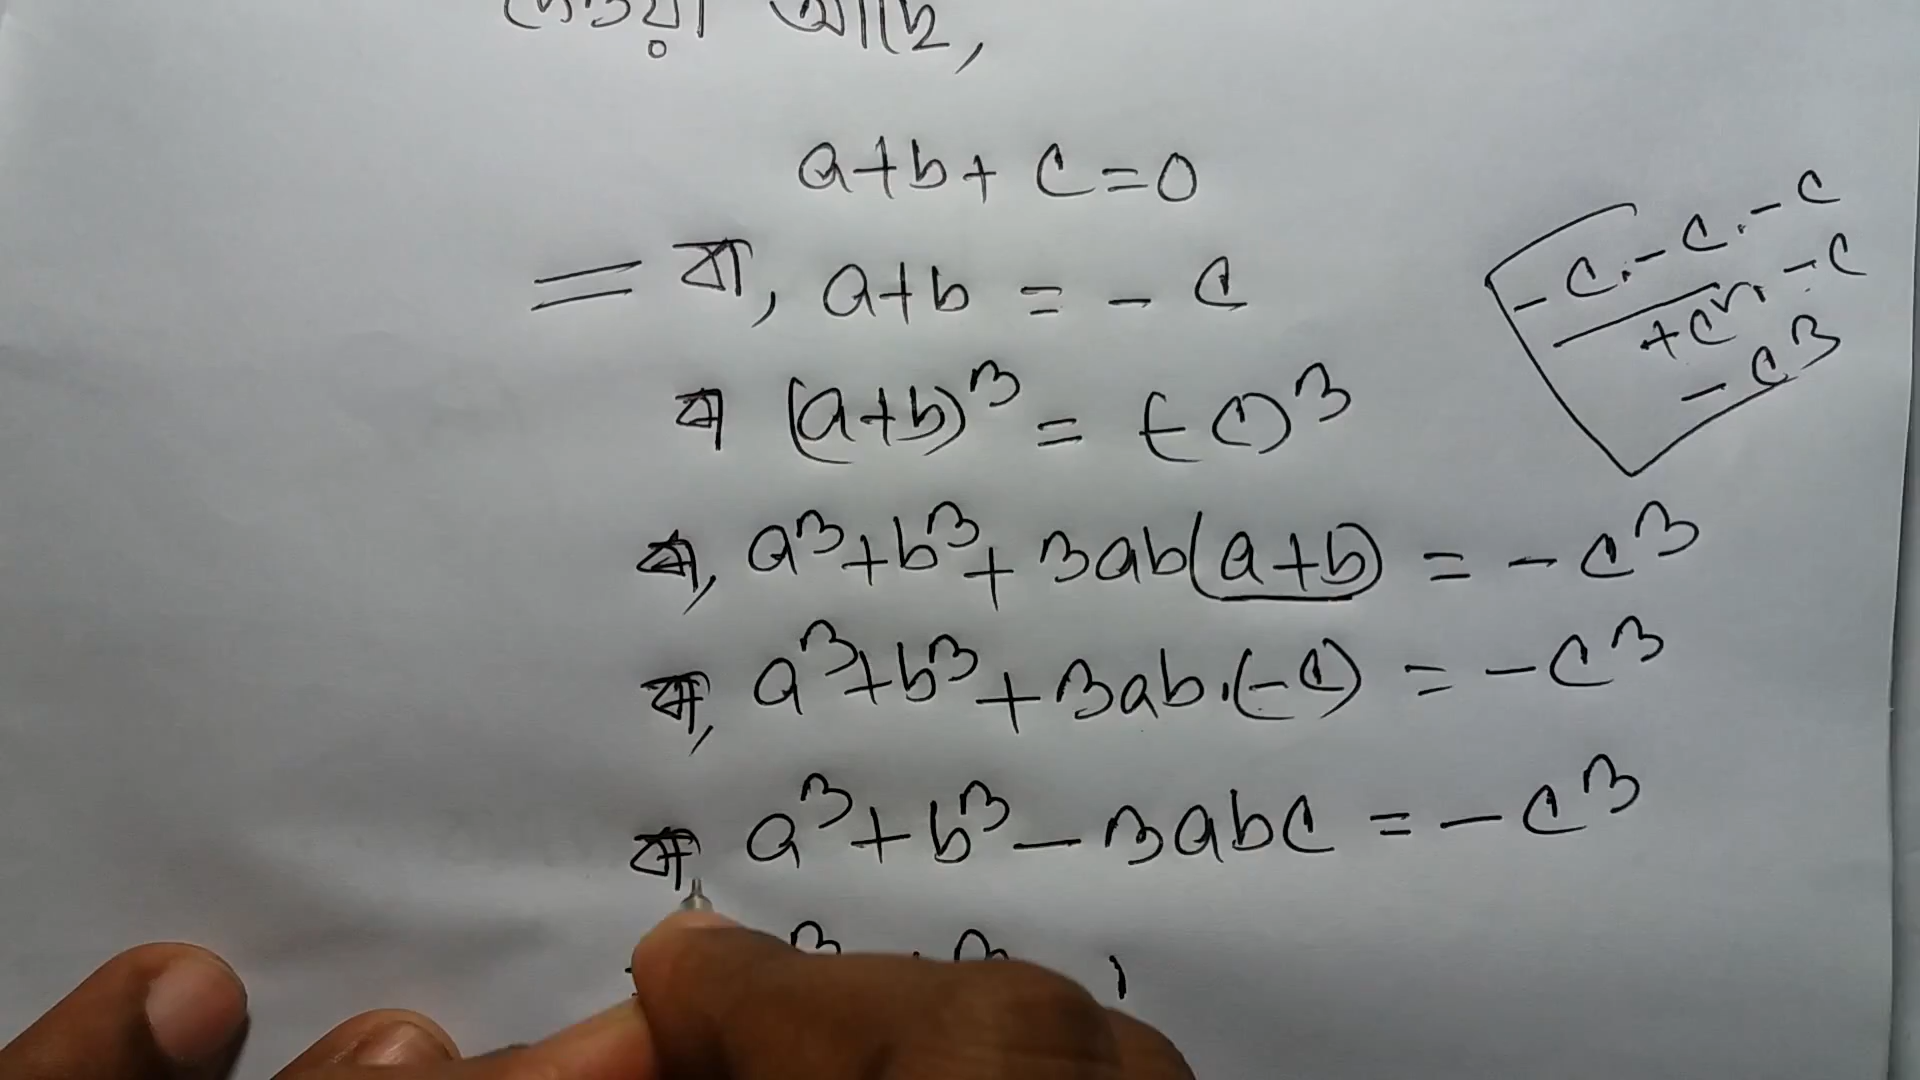 দেওয়া আছে,
a+b+c=0
বা, a+b = -c
বা (a+b)³ = (-c)³
বা, a³+b³+3ab(a+b) = -c³
বা, a³+b³+3ab.(-c) = -c³
বা, a³+b³-3abc = -c³
-c.-c.-c
+c².-c
-c³